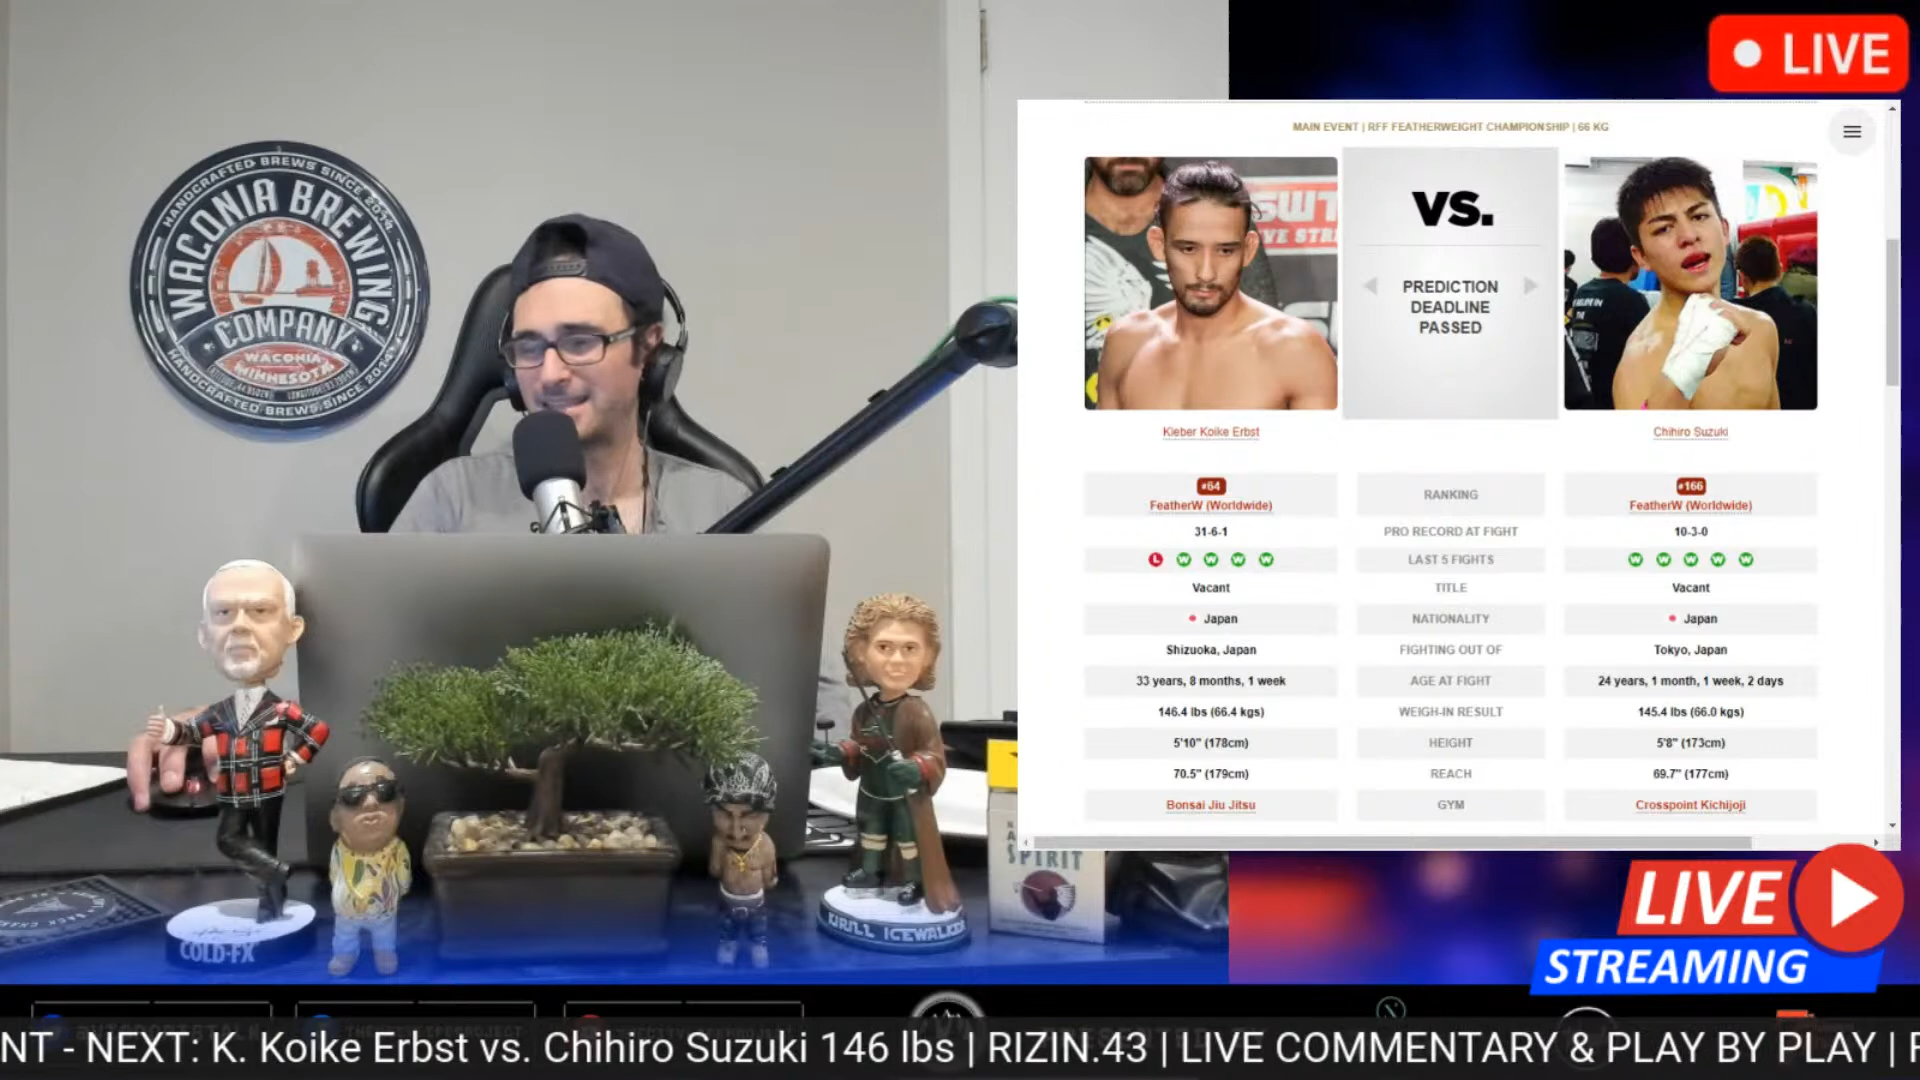 LIVE
HANDCRAFTED BREWS SINCE 2014
WACONIA BREWING
COMPANY
WACONIA
MINNESOTA
HANDCRAFTED BREWS SINCE 2014
MAIN EVENT | RFF FEATHERWEIGHT CHAMPIONSHIP | 66 KG
VS.
PREDICTION
DEADLINE
PASSED
Kleber Koike Erbst
Chihiro Suzuki
#64
FeatherW (Worldwide)
RANKING
#166
FeatherW (Worldwide)
31-6-1
PRO RECORD AT FIGHT
10-3-0
L W W W W
LAST 5 FIGHTS
W W W W W
Vacant
TITLE
Vacant
Japan
NATIONALITY
Japan
Shizuoka, Japan
FIGHTING OUT OF
Tokyo, Japan
33 years, 8 months, 1 week
AGE AT FIGHT
24 years, 1 month, 1 week, 2 days
146.4 lbs (66.4 kgs)
WEIGH-IN RESULT
145.4 lbs (66.0 kgs)
5'10" (178cm)
HEIGHT
5'8" (173cm)
70.5" (179cm)
REACH
69.7" (177cm)
Bonsai Jiu Jitsu
GYM
Crosspoint Kichijoji
SPIRIT
COLD-FX
KIRILL ICEWALKER
LIVE
STREAMING
NT - NEXT: K. Koike Erbst vs. Chihiro Suzuki 146 lbs | RIZIN.43 | LIVE COMMENTARY & PLAY BY PLAY |